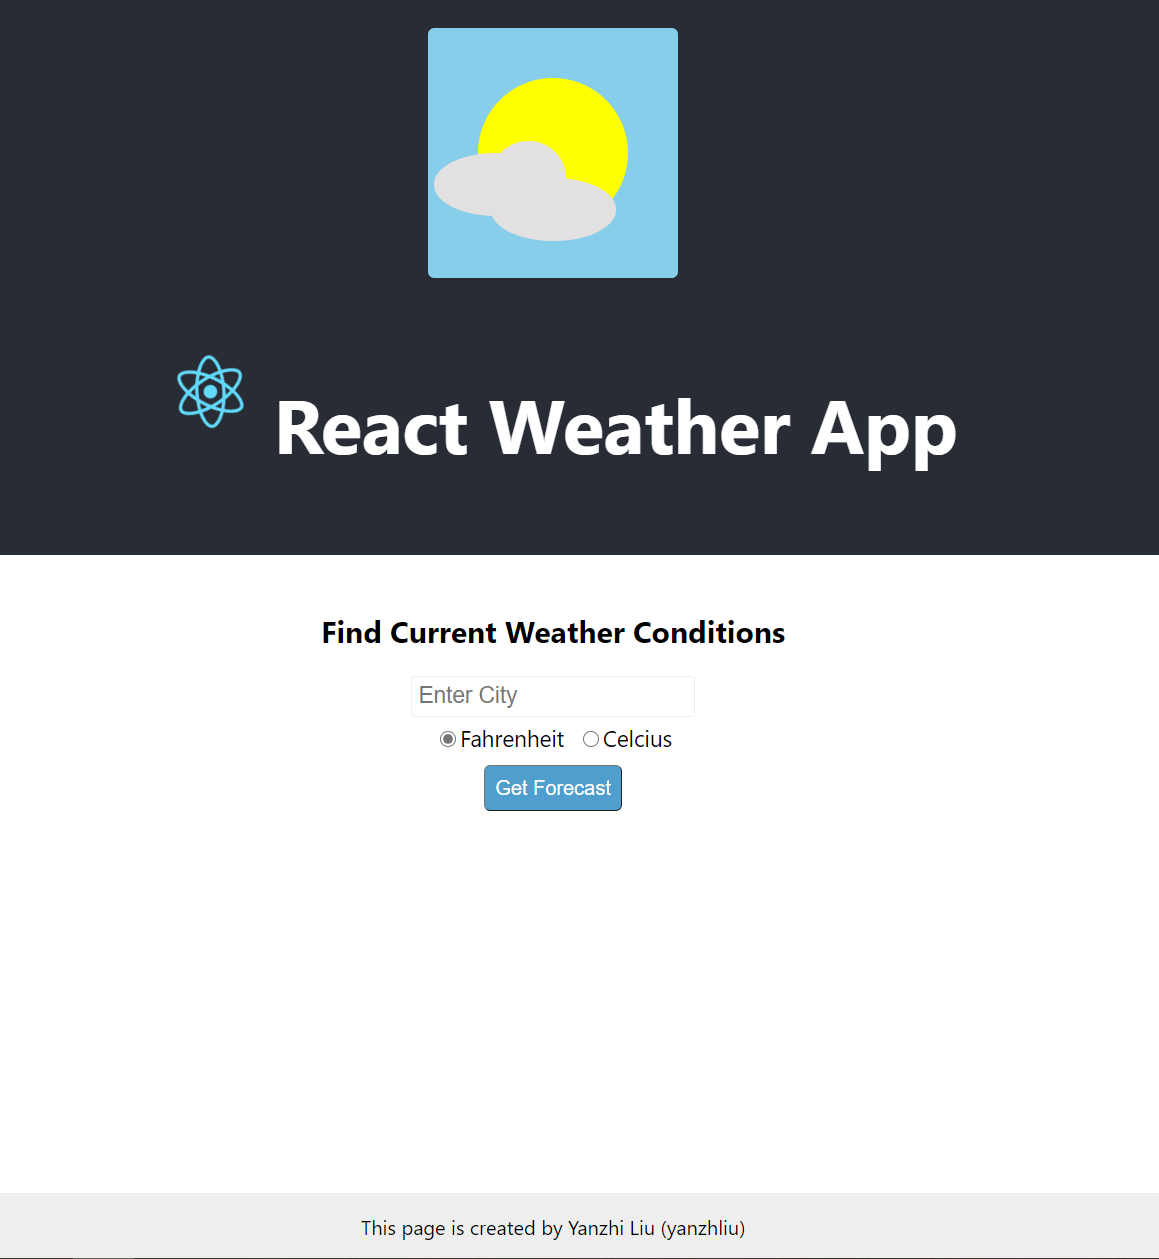 React Weather App
Find Current Weather Conditions
Enter City
Fahrenheit Celcius
Get Forecast
This page is created by Yanzhi Liu (yanzhliu)